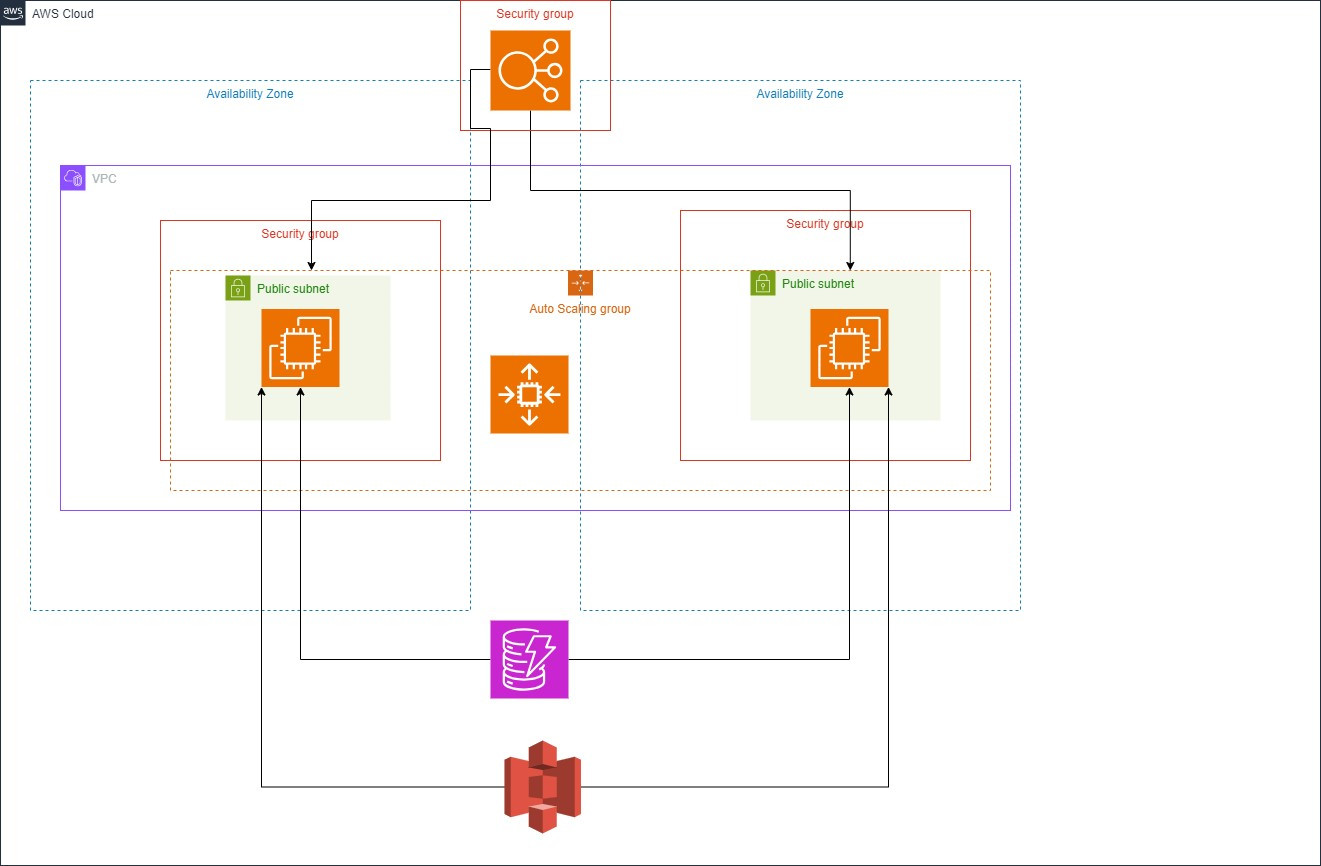 aws
AWS Cloud
Security group
Availability Zone
Availability Zone
VPC
Security group
Security group
Public subnet
Public subnet
Auto Scaling group